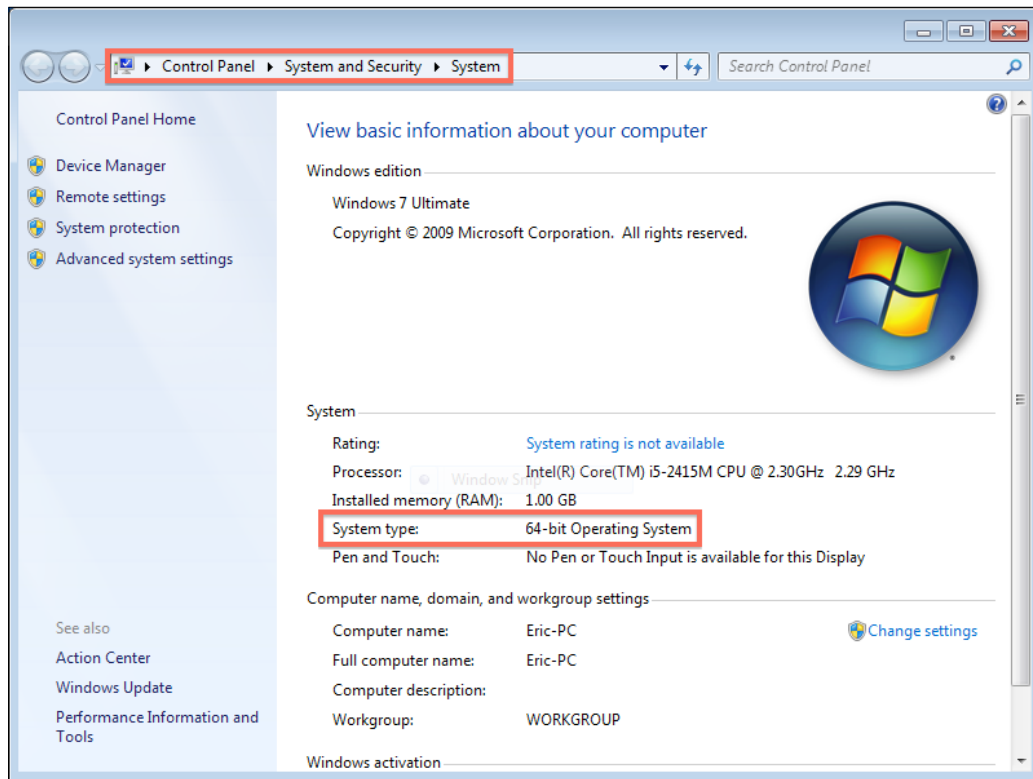 Control Panel System and Security System
Search Control Panel
Control Panel Home
Device Manager
Remote settings
System protection
Advanced system settings
See also
Action Center
Windows Update
Performance Information and
Tools
View basic information about your computer
Windows edition
Windows 7 Ultimate
Copyright © 2009 Microsoft Corporation. All rights reserved.
System
Rating: System rating is not available
Processor: Intel(R) Core(TM) i5-2415M CPU @ 2.30GHz 2.29 GHz
Window Snip
Installed memory (RAM): 1.00 GB
System type: 64-bit Operating System
Pen and Touch: No Pen or Touch Input is available for this Display
Computer name, domain, and workgroup settings
Computer name: Eric-PC
Change settings
Full computer name: Eric-PC
Computer description:
Workgroup: WORKGROUP
Windows activation